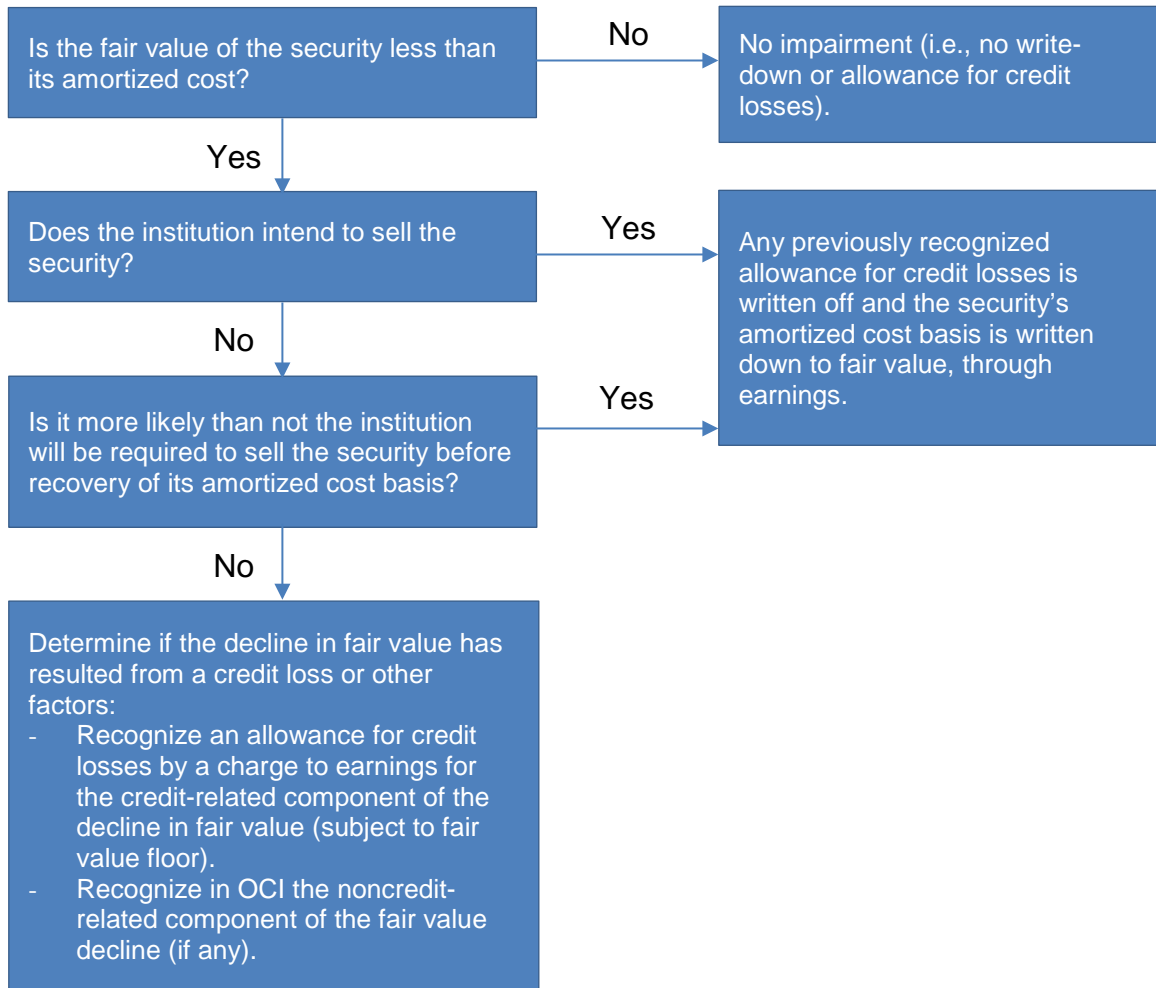 Is the fair value of the security less than
its amortized cost?
No
No impairment (i.e., no write-
down or allowance for credit
losses).
Yes
Does the institution intend to sell the
security?
Yes
Any previously recognized
allowance for credit losses is
written off and the security’s
amortized cost basis is written
down to fair value, through
earnings.
No
Is it more likely than not the institution
will be required to sell the security before
recovery of its amortized cost basis?
Yes
No
Determine if the decline in fair value has
resulted from a credit loss or other
factors:
- Recognize an allowance for credit
losses by a charge to earnings for
the credit-related component of the
decline in fair value (subject to fair
value floor).
- Recognize in OCI the noncredit-
related component of the fair value
decline (if any).